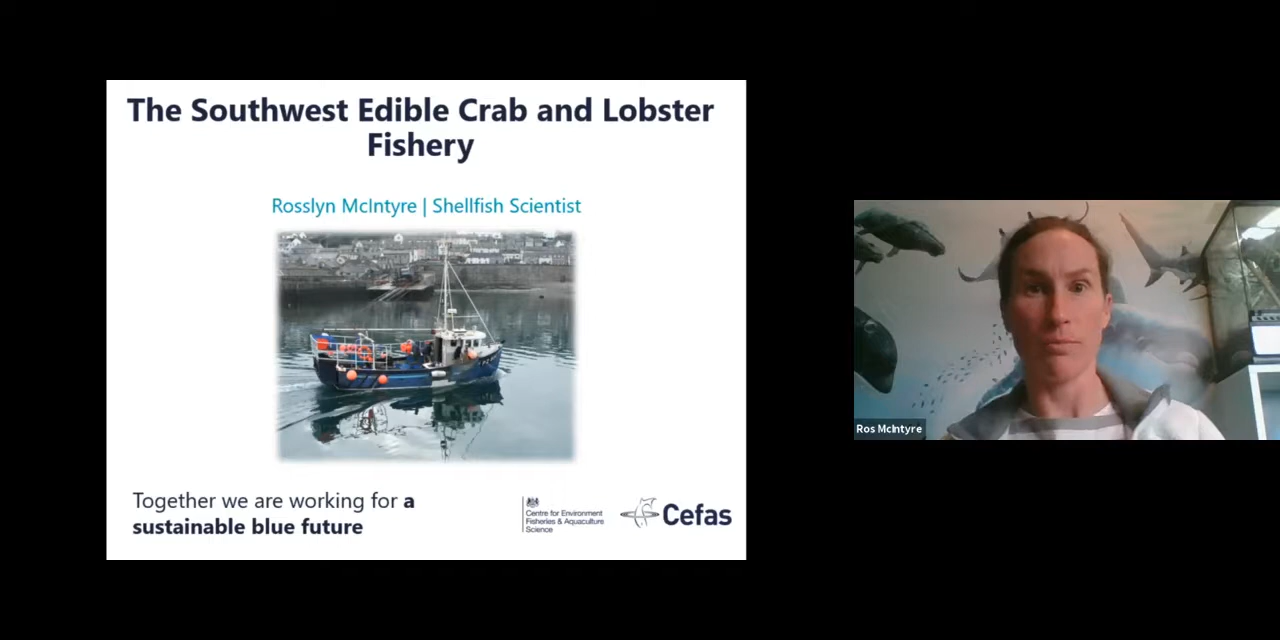 The Southwest Edible Crab and Lobster
Fishery
Rosslyn McIntyre | Shellfish Scientist
Together we are working for a
sustainable blue future
Centre for Environment
Fisheries & Aquaculture
Science
Cefas
Ros McIntyre